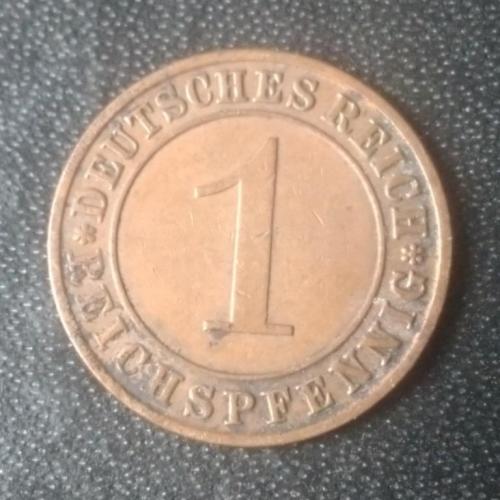 DEUTSCHES REICH
1
*REICHSPFENNIG*